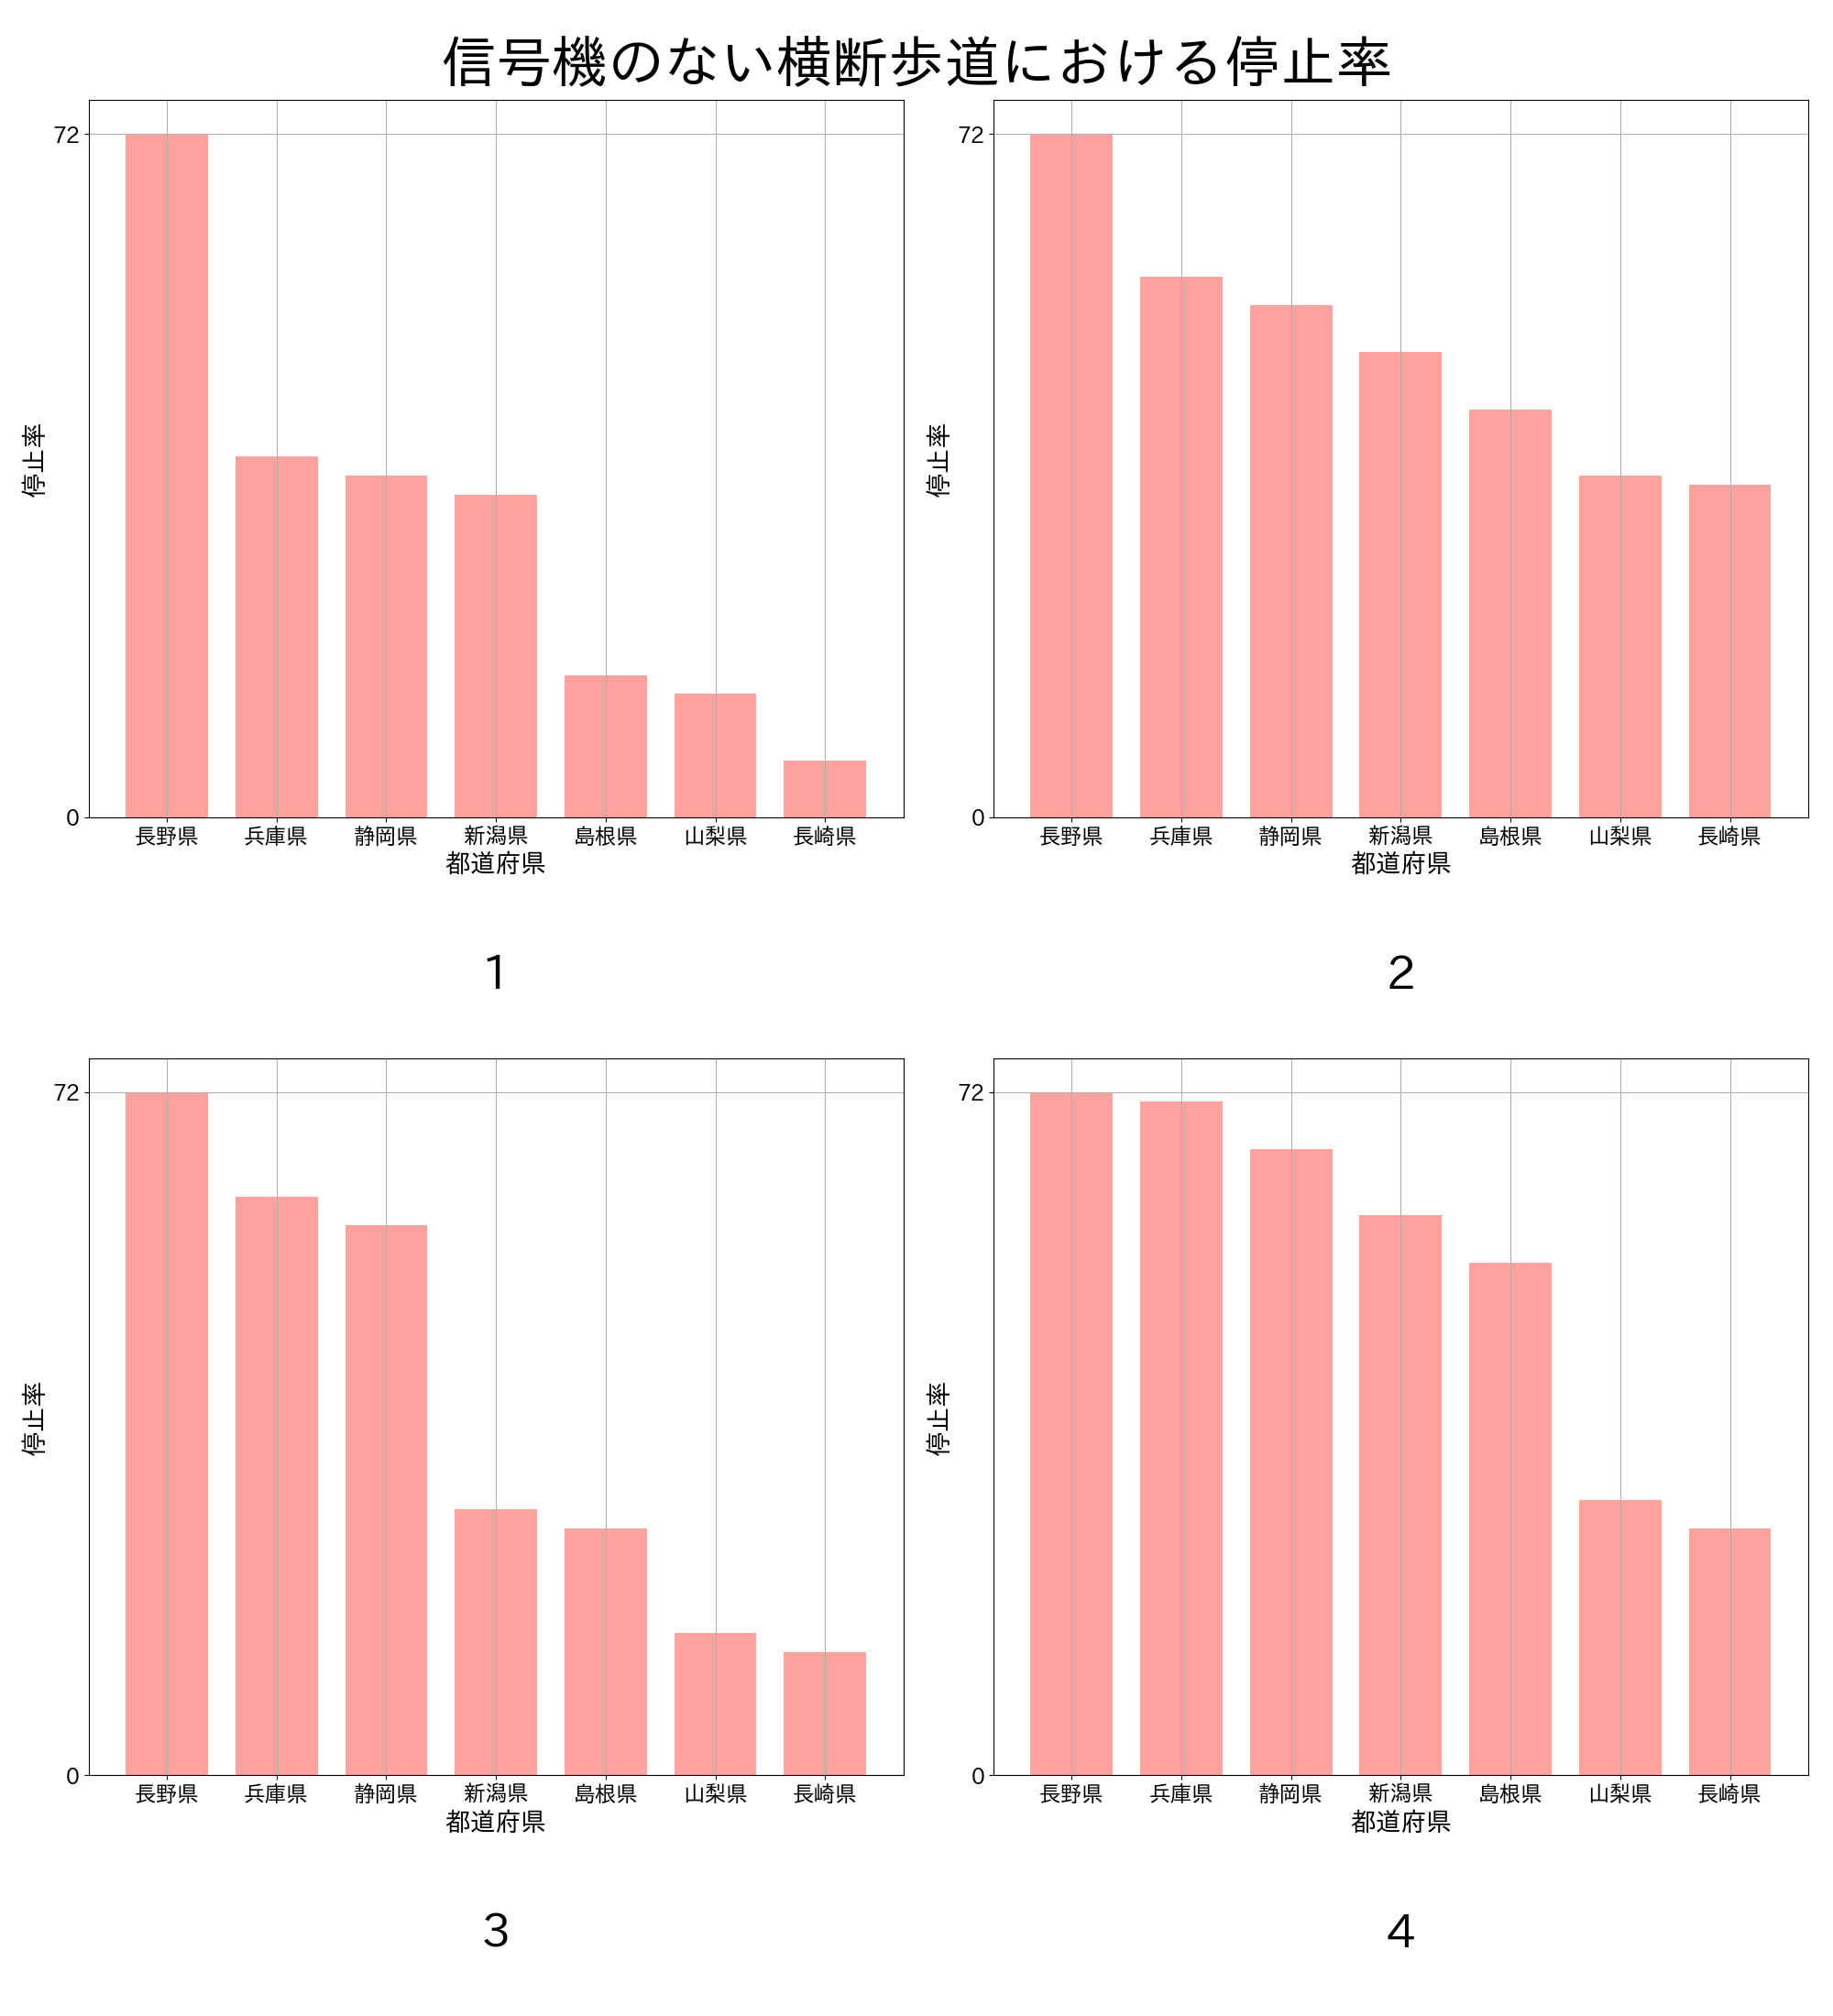 信号機のない横断歩道における停止率
72
0
停止率
長野県 兵庫県 静岡県 新潟県 島根県 山梨県 長崎県
都道府県
1
72
0
停止率
長野県 兵庫県 静岡県 新潟県 島根県 山梨県 長崎県
都道府県
2
72
0
停止率
長野県 兵庫県 静岡県 新潟県 島根県 山梨県 長崎県
都道府県
3
72
0
停止率
長野県 兵庫県 静岡県 新潟県 島根県 山梨県 長崎県
都道府県
4